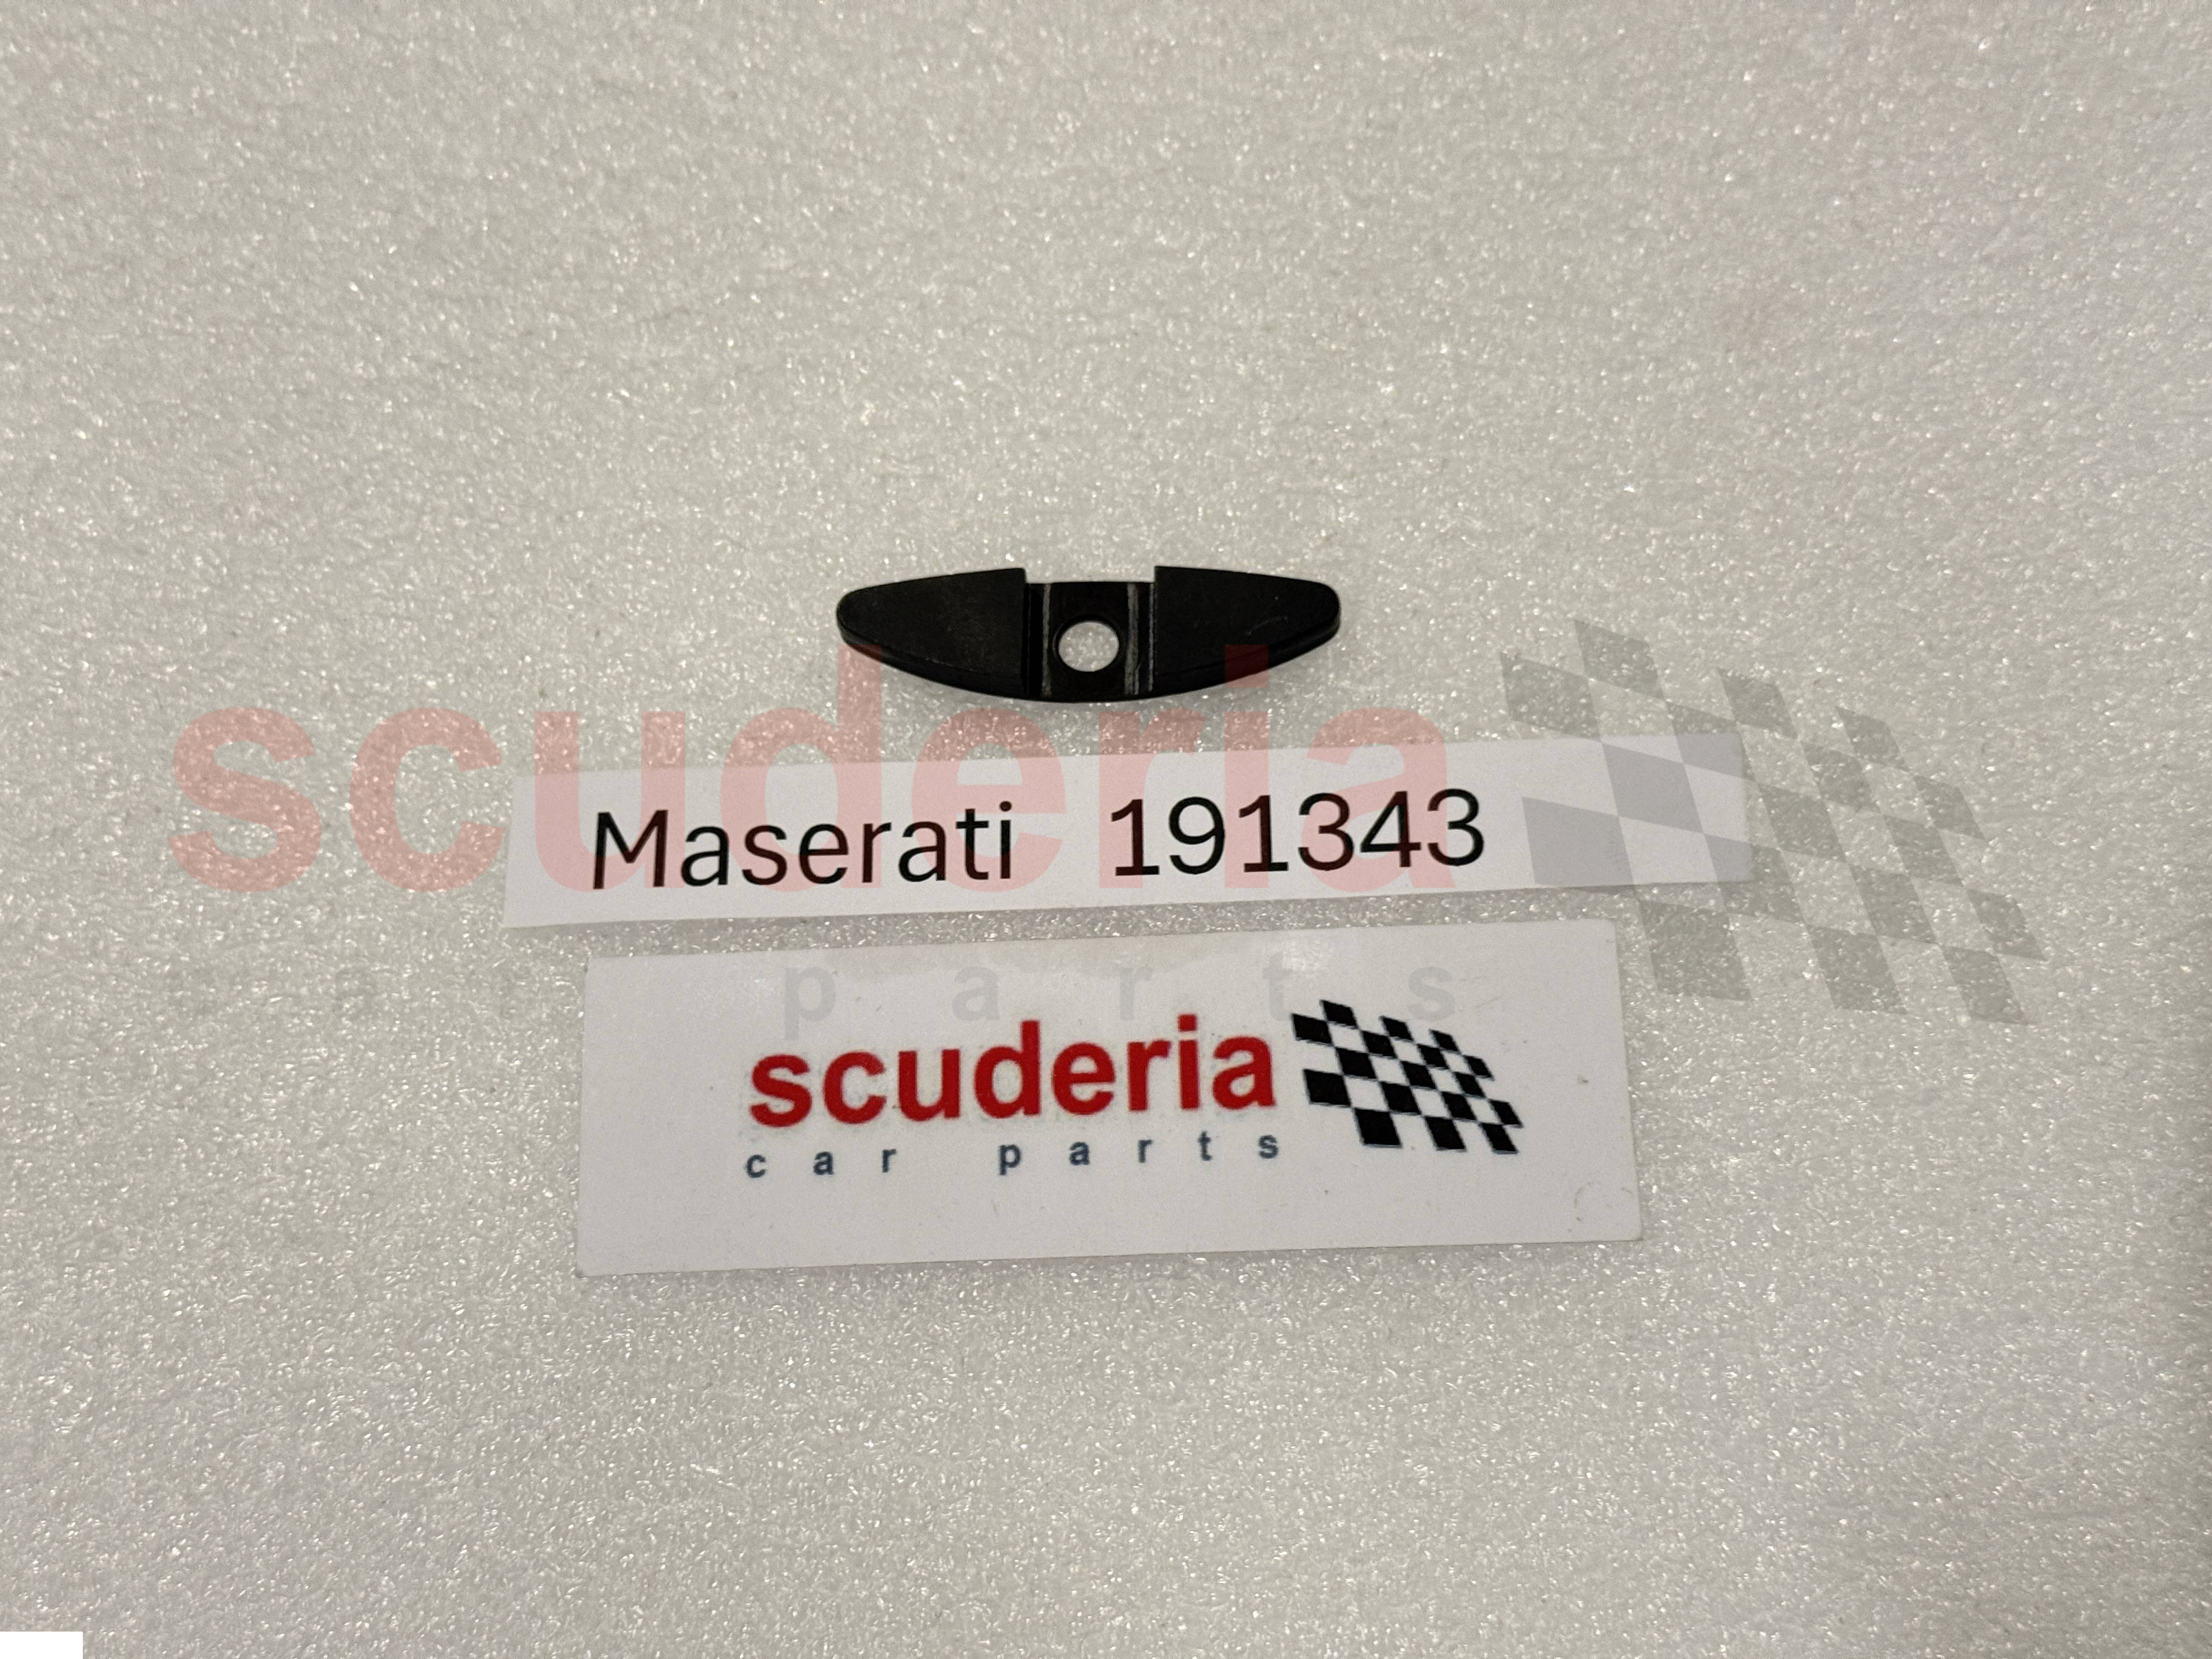 Maserati 191343
scuderia
parts
scuderia
car parts